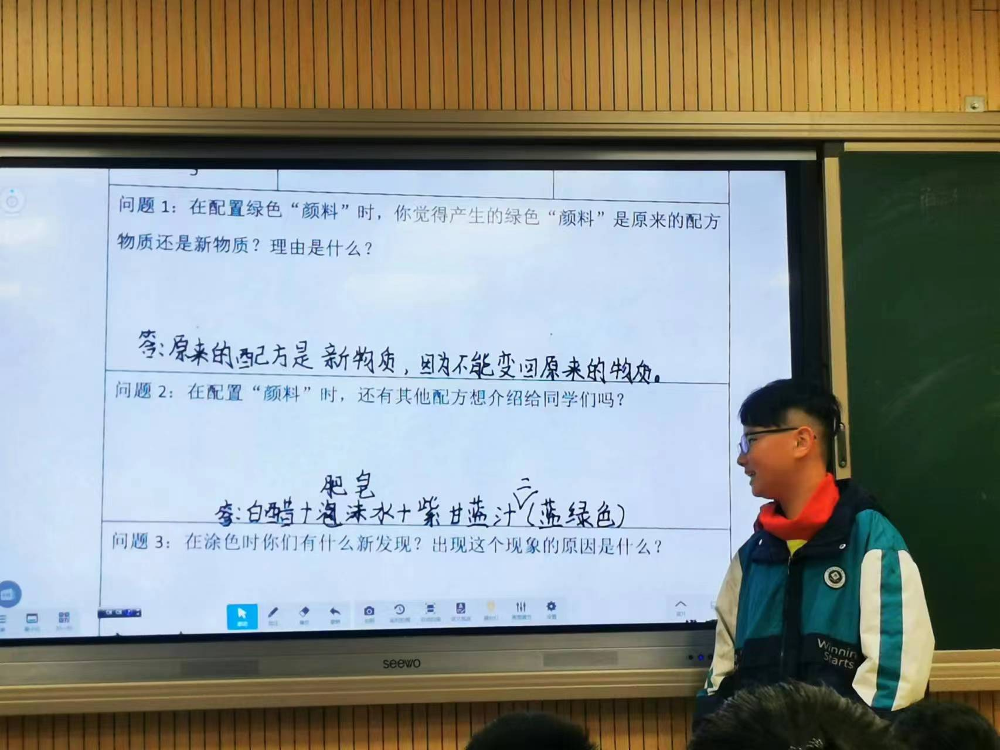 问题 1：在配置绿色“颜料”时，你觉得产生的绿色“颜料”是原来的配方
物质还是新物质？理由是什么？
答:原来的配方是新物质，因为不能变回原来的物质。
问题 2：在配置“颜料”时，还有其他配方想介绍给同学们吗？
肥皂
答:白醋+泡沫水+紫甘蓝汁=(蓝绿色)
问题 3：在涂色时你们有什么新发现？出现这个现象的原因是什么？
seewo
Winnin
Starts